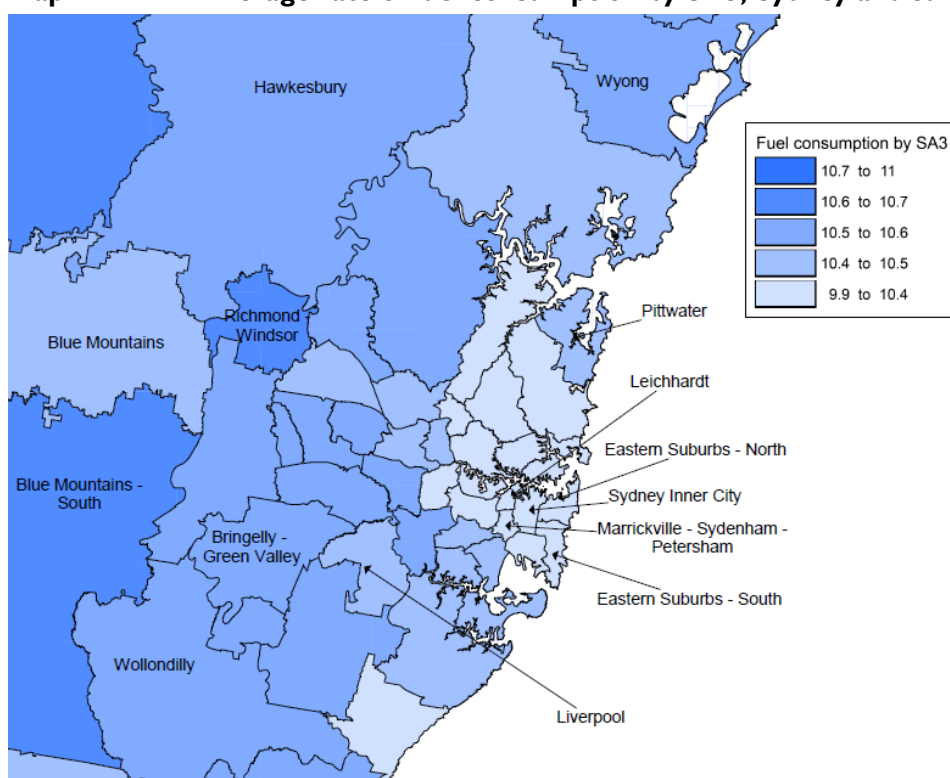 Hawkesbury
Wyong
Fuel consumption by SA3
10.7 to 11
10.6 to 10.7
10.5 to 10.6
10.4 to 10.5
9.9 to 10.4
Richmond -
Windsor
Pittwater
Blue Mountains
Leichhardt
Eastern Suburbs - North
Blue Mountains -
South
Sydney Inner City
Bringelly -
Green Valley
Marrickville - Sydenham -
Petersham
Eastern Suburbs - South
Wollondilly
Liverpool